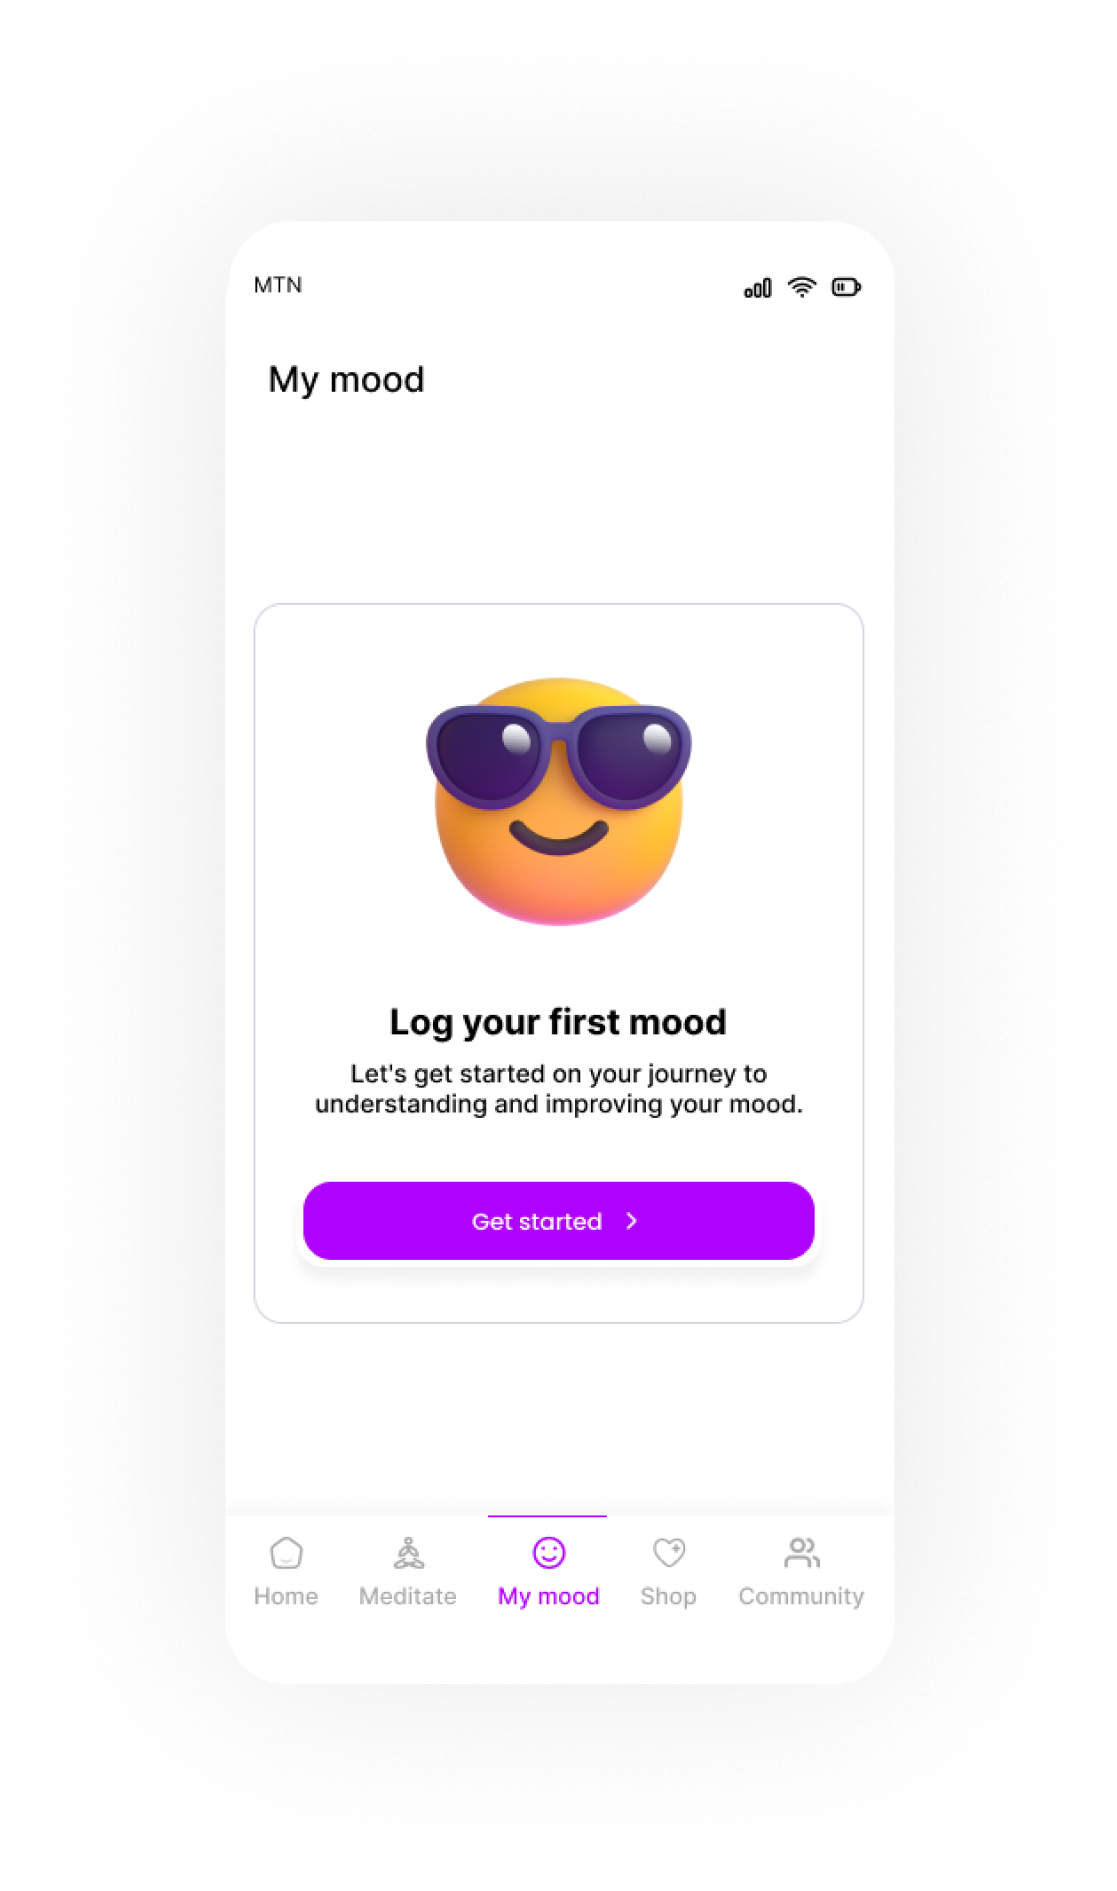 MTN
My mood
Log your first mood
Let's get started on your journey to
understanding and improving your mood.
Get started
Home Meditate My mood Shop Community